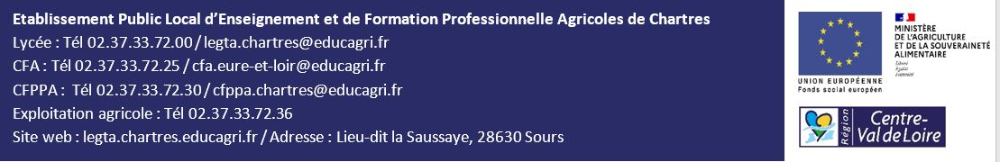 Etablissement Public Local d’Enseignement et de Formation Professionnelle Agricoles de Chartres
Lycée : Tél 02.37.33.72.00 / legta.chartres@educagri.fr
CFA : Tél 02.37.33.72.25 / cfa.eure-et-loir@educagri.fr
CFPPA :  Tél 02.37.33.72.30 / cfppa.chartres@educagri.fr
Exploitation agricole : Tél 02.37.33.72.36
Site web : legta.chartres.educagri.fr / Adresse : Lieu-dit la Saussaye, 28630 Sours
UNION EUROPÉENNE
Fonds social européen
MINISTÈRE
DE L'AGRICULTURE
ET DE LA SOUVERAINETÉ
ALIMENTAIRE
Liberté
Égalité
Fraternité
Région
Centre-
Val de Loire